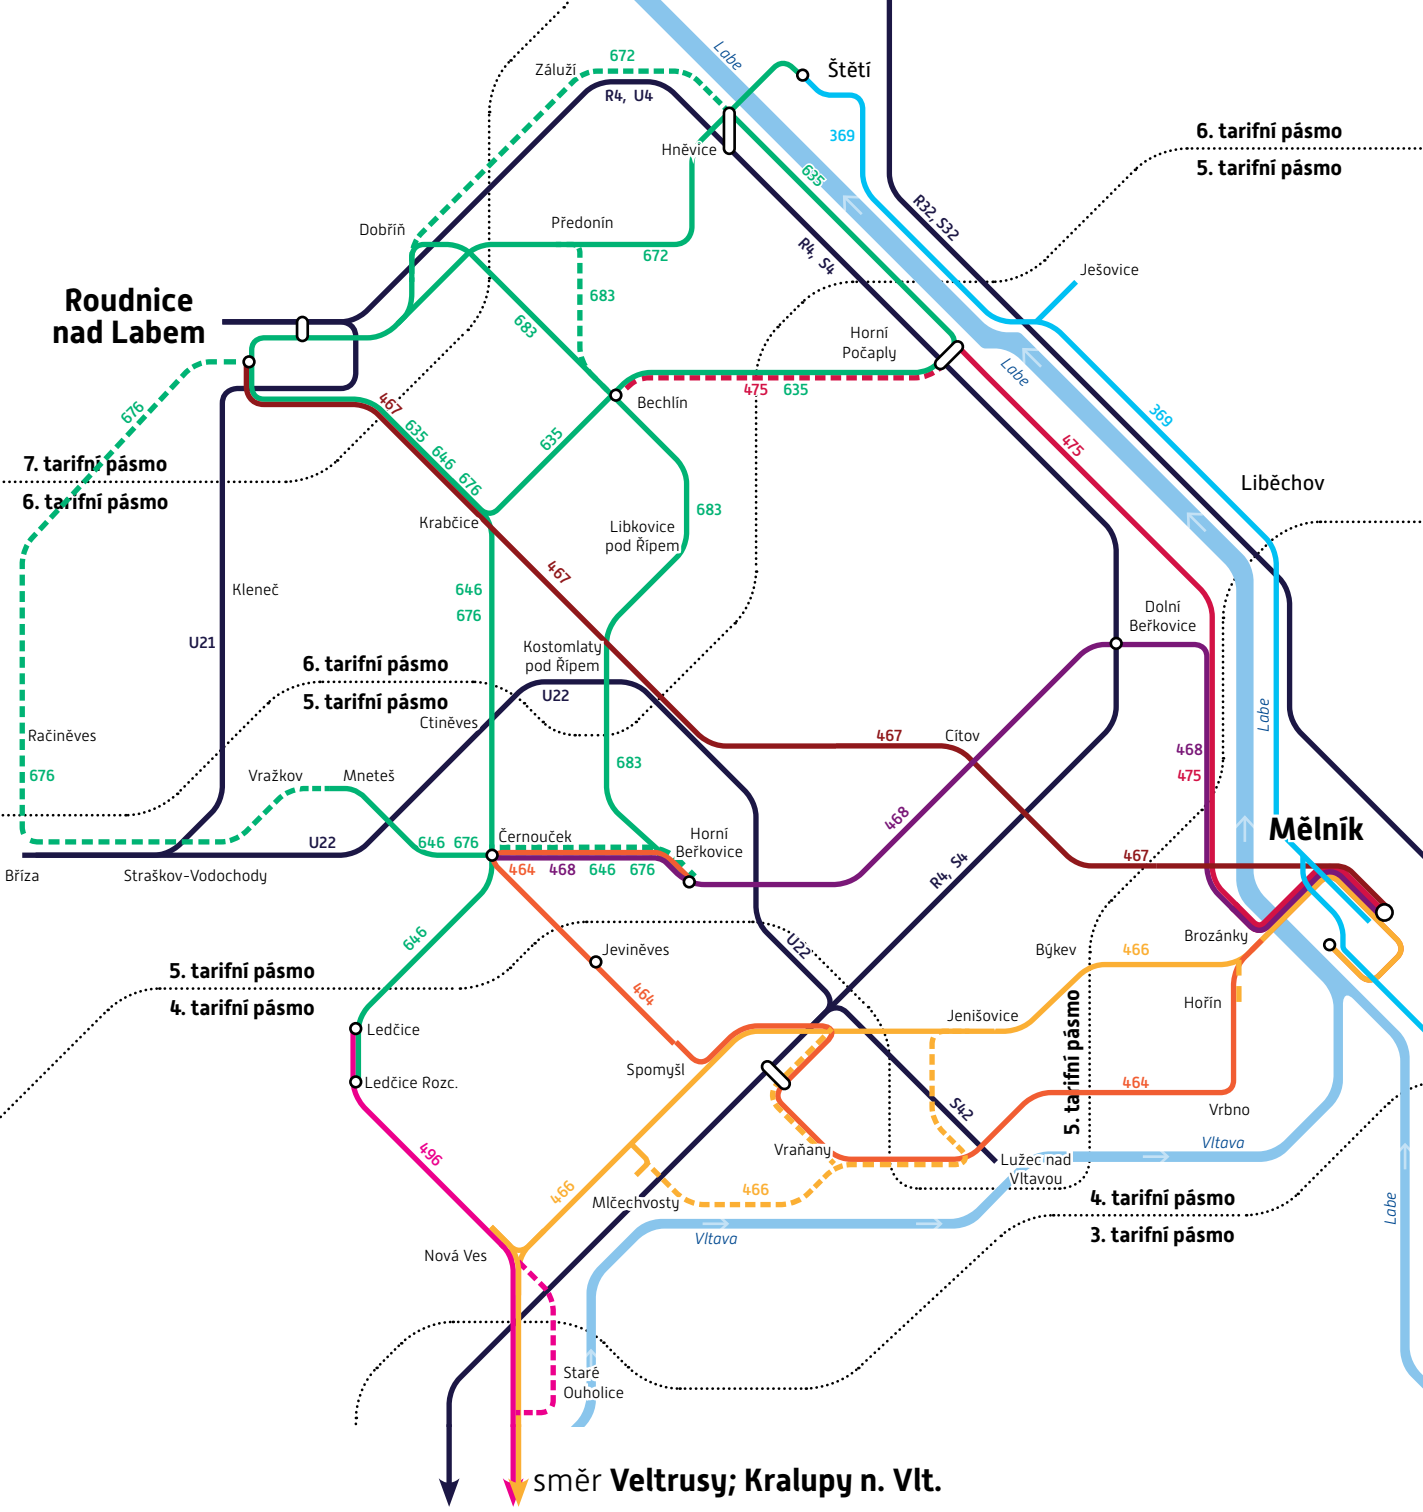 672
Labe
Štětí
Záluží
R4, U4
369
6. tarifní pásmo
5. tarifní pásmo
Hněvice
635
R32, S32
Dobříň
Předonín
672
R4, S4
Ješovice
683
Roudnice
nad Labem
683
Horní
Počaply
Labe
475
635
676
467
635
646
676
Bechlín
369
635
475
7. tarifní pásmo
6. tarifní pásmo
Liběchov
Krabčice
683
Libkovice
pod Řípem
467
646
676
Kleneč
Dolní
Beřkovice
U21
Kostomlaty
pod Řípem
6. tarifní pásmo
5. tarifní pásmo
U22
Ctiněves
Labe
Račiněves
676
467
Cítov
468
475
683
Vražkov
Mneteš
468
Mělník
U22
646
676
Černouček
Horní
Beřkovice
464
468
646
676
467
R4, S4
Bříza
Straškov-Vodochody
646
U22
Brozánky
Jeviněves
Býkev
466
5. tarifní pásmo
4. tarifní pásmo
464
Hořín
Jenišovice
5. tarifní pásmo
Ledčice
Spomyšl
Ledčice Rozc.
S42
464
Vrbno
496
Vraňany
Vltava
Lužec nad
Vltavou
466
466
Mlčechvosty
4. tarifní pásmo
3. tarifní pásmo
Labe
Vltava
Nová Ves
Staré
Ouholice
směr Veltrusy; Kralupy n. Vlt.